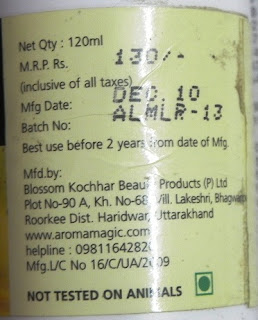 Net Qty : 120ml
M.R.P. Rs. 130/-
(inclusive of all taxes)
Mfg Date: DEC. 10
Batch No: ALMLR-13
Best use before 2 years from date of Mfg.
Mfd.by:
Blossom Kochhar Beauty Products (P) Ltd
Plot No-90 A, Kh. No-68 Vill. Lakeshri,
Roorkee Dist. Haridwar, Uttarakhand
www.aromamagic.com
helpline : 09811642820
Mfg.L/C No 16/C/UA/2009
NOT TESTED ON ANIMALS